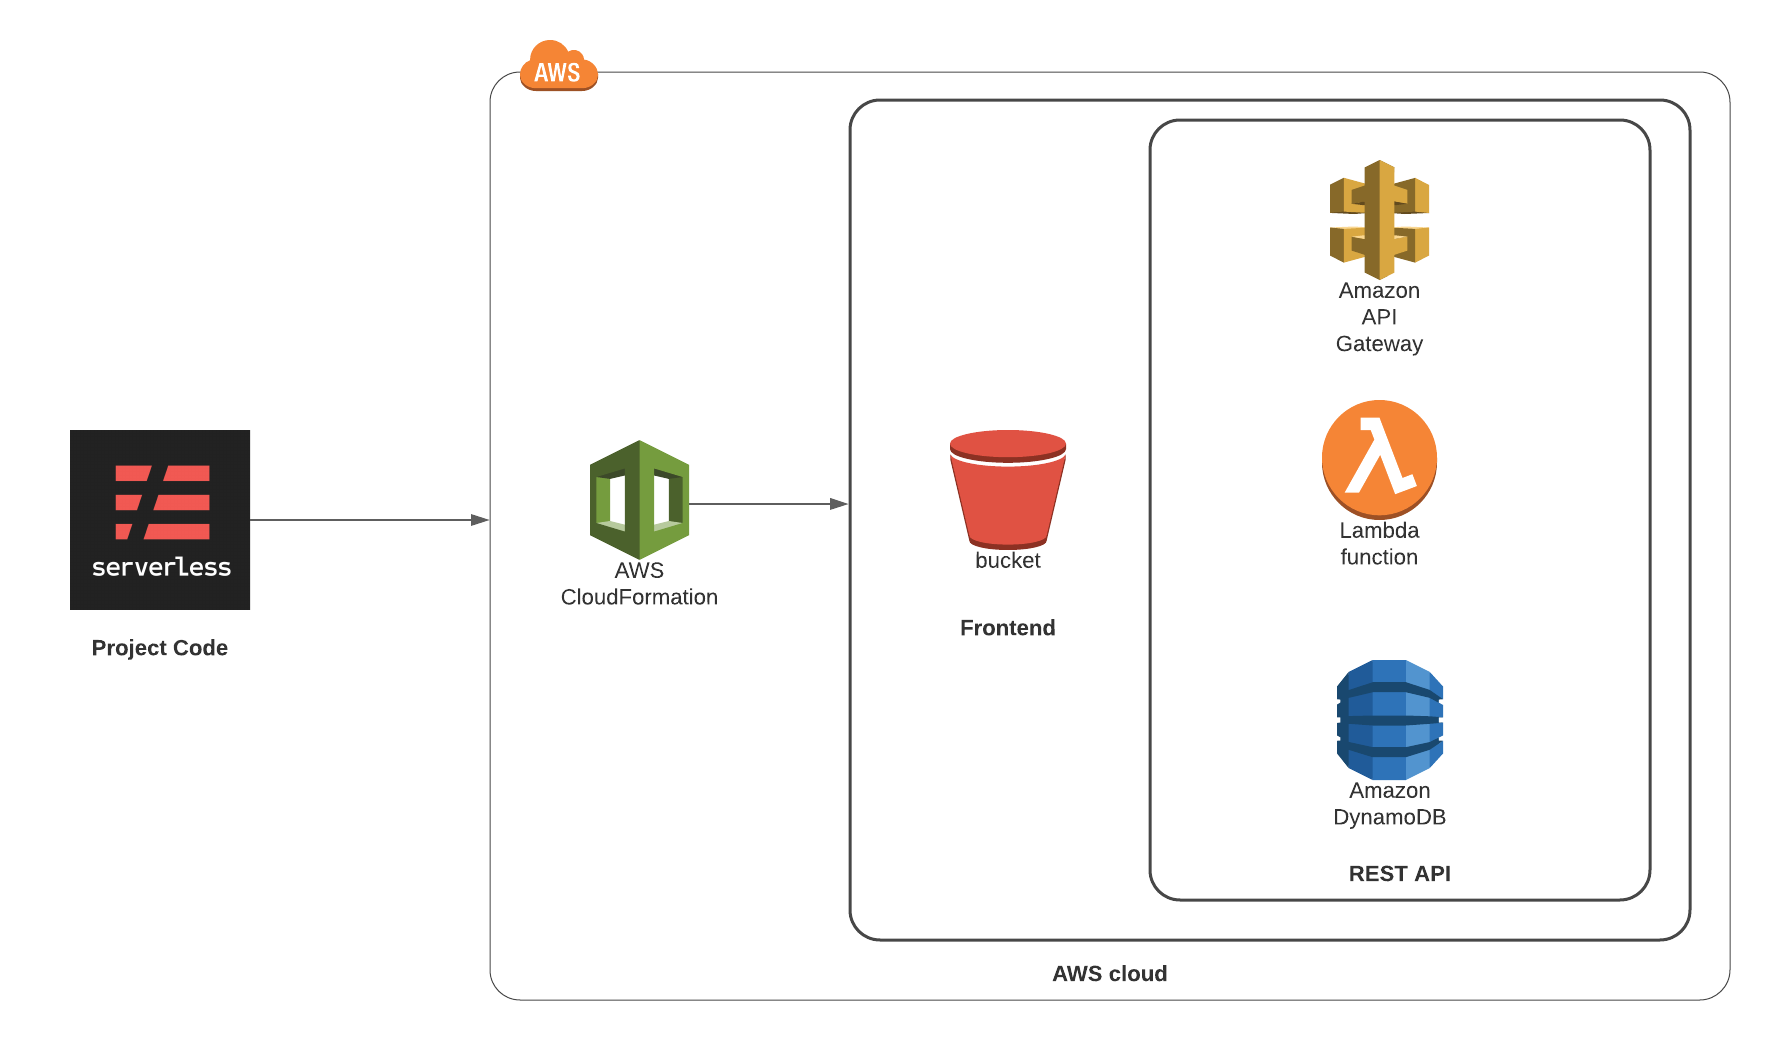 AWS
Amazon
API
Gateway
Lambda
function
serverless
bucket
AWS
CloudFormation
Frontend
Project Code
Amazon
DynamoDB
REST API
AWS cloud